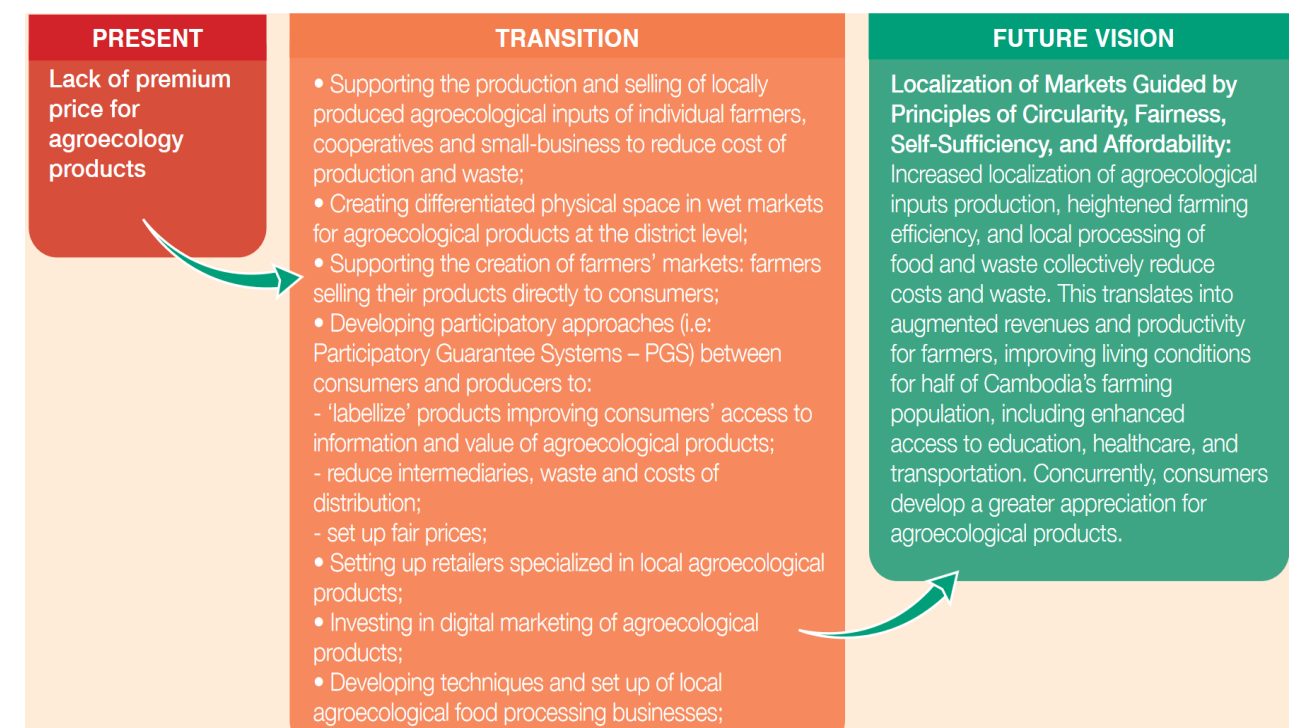 PRESENT
Lack of premium
price for
agroecology
products
TRANSITION
• Supporting the production and selling of locally
produced agroecological inputs of individual farmers,
cooperatives and small-business to reduce cost of
production and waste;
• Creating differentiated physical space in wet markets
for agroecological products at the district level;
• Supporting the creation of farmers’ markets: farmers
selling their products directly to consumers;
• Developing participatory approaches (i.e:
Participatory Guarantee Systems – PGS) between
consumers and producers to:
- ‘labellize’ products improving consumers’ access to
information and value of agroecological products;
- reduce intermediaries, waste and costs of
distribution;
- set up fair prices;
• Setting up retailers specialized in local agroecological
products;
• Investing in digital marketing of agroecological
products;
• Developing techniques and set up of local
agroecological food processing businesses;
FUTURE VISION
Localization of Markets Guided by
Principles of Circularity, Fairness,
Self-Sufficiency, and Affordability:
Increased localization of agroecological
inputs production, heightened farming
efficiency, and local processing of
food and waste collectively reduce
costs and waste. This translates into
augmented revenues and productivity
for farmers, improving living conditions
for half of Cambodia’s farming
population, including enhanced
access to education, healthcare, and
transportation. Concurrently, consumers
develop a greater appreciation for
agroecological products.